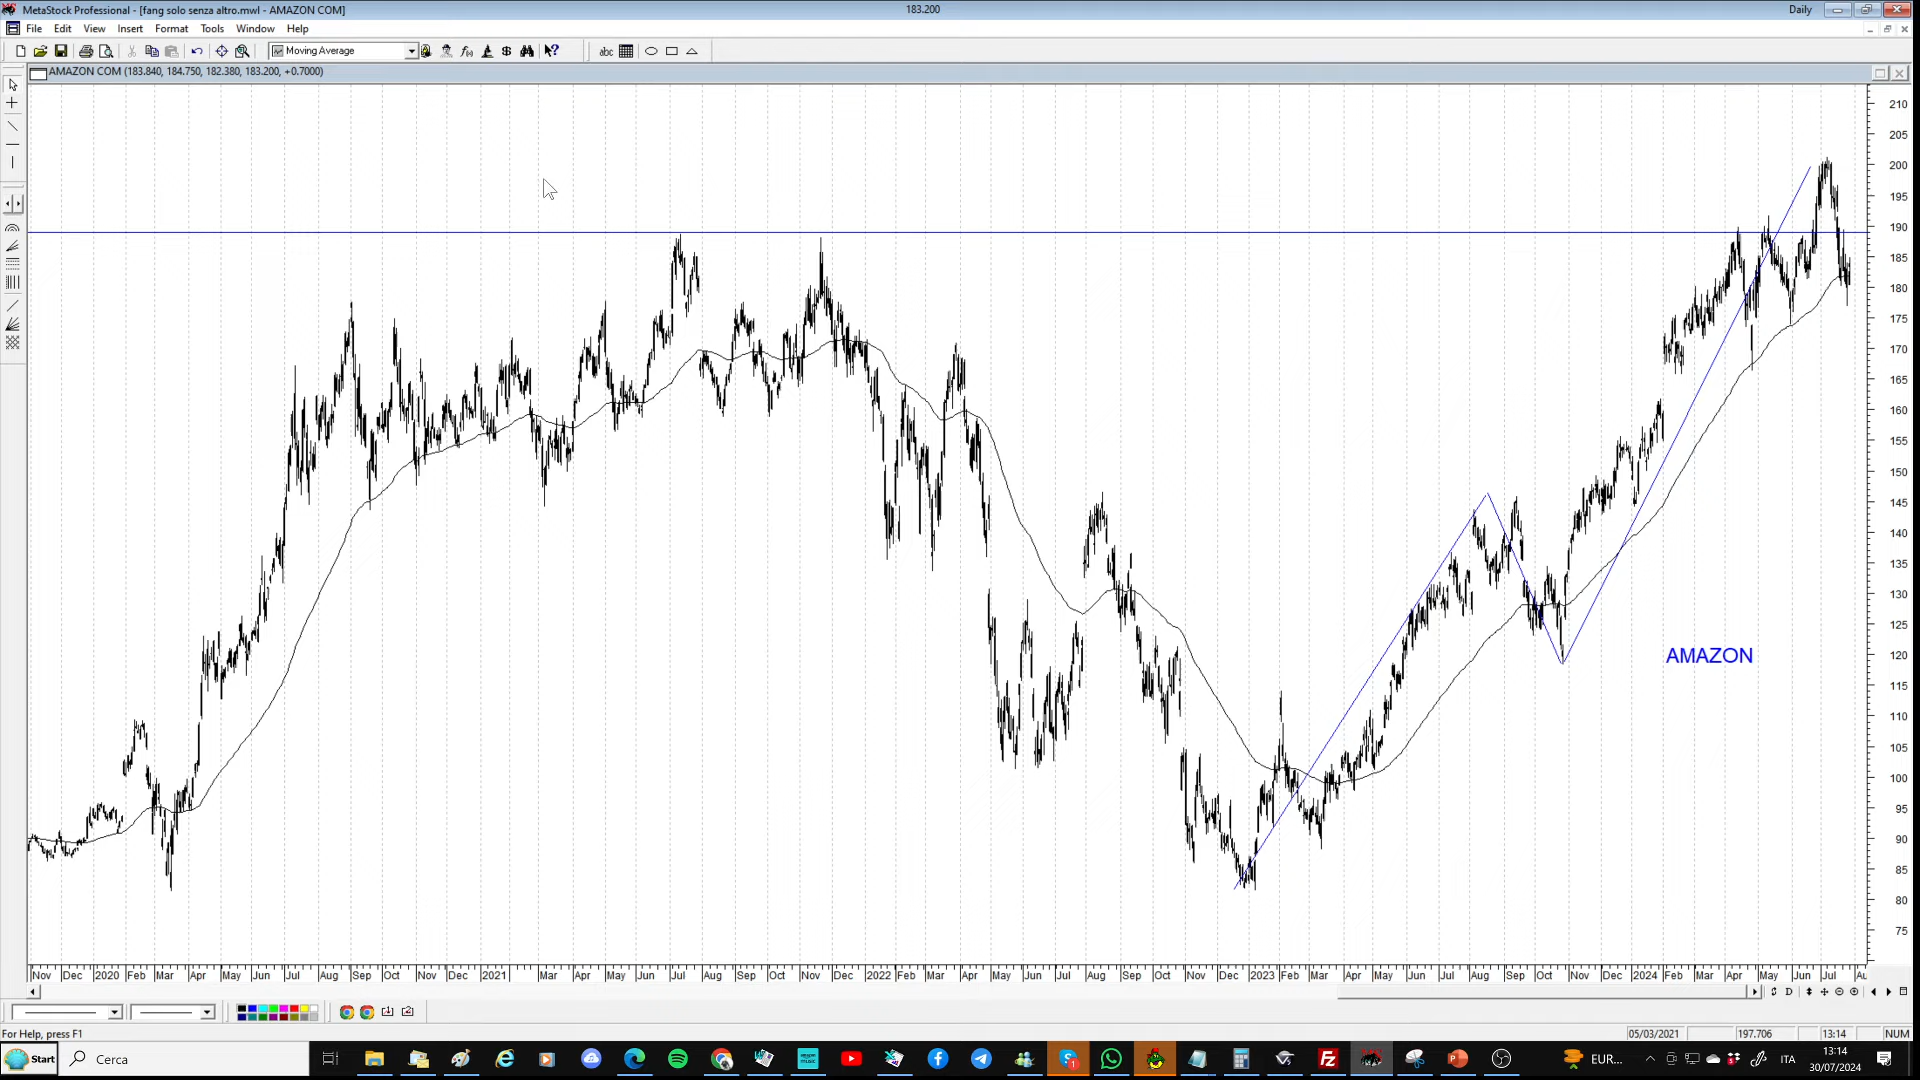 MetaStock Professional - [fang solo senza altro.mwl - AMAZON COM]
183.200
Daily
File Edit View Insert Format Tools Window Help
Moving Average
abc
AMAZON COM (183.840, 184.750, 182.380, 183.200, +0.7000)
210
205
200
195
190
185
180
175
170
165
160
155
150
145
140
135
130
125
120
115
110
105
100
95
90
85
80
75
AMAZON
Nov Dec 2020 Feb Mar Apr May Jun Jul Aug Sep Oct Nov Dec 2021 Mar Apr May Jun Jul Aug Sep Oct Nov Dec 2022 Feb Mar Apr May Jun Jul Aug Sep Oct Nov Dec 2023 Feb Mar Apr May Jun Jul Aug Sep Oct Nov Dec 2024 Feb Mar Apr May Jun Jul Au
D
For Help, press F1
05/03/2021
197.706
13:14
NUM
Start
Cerca
EUR...
ITA
13:14
30/07/2024